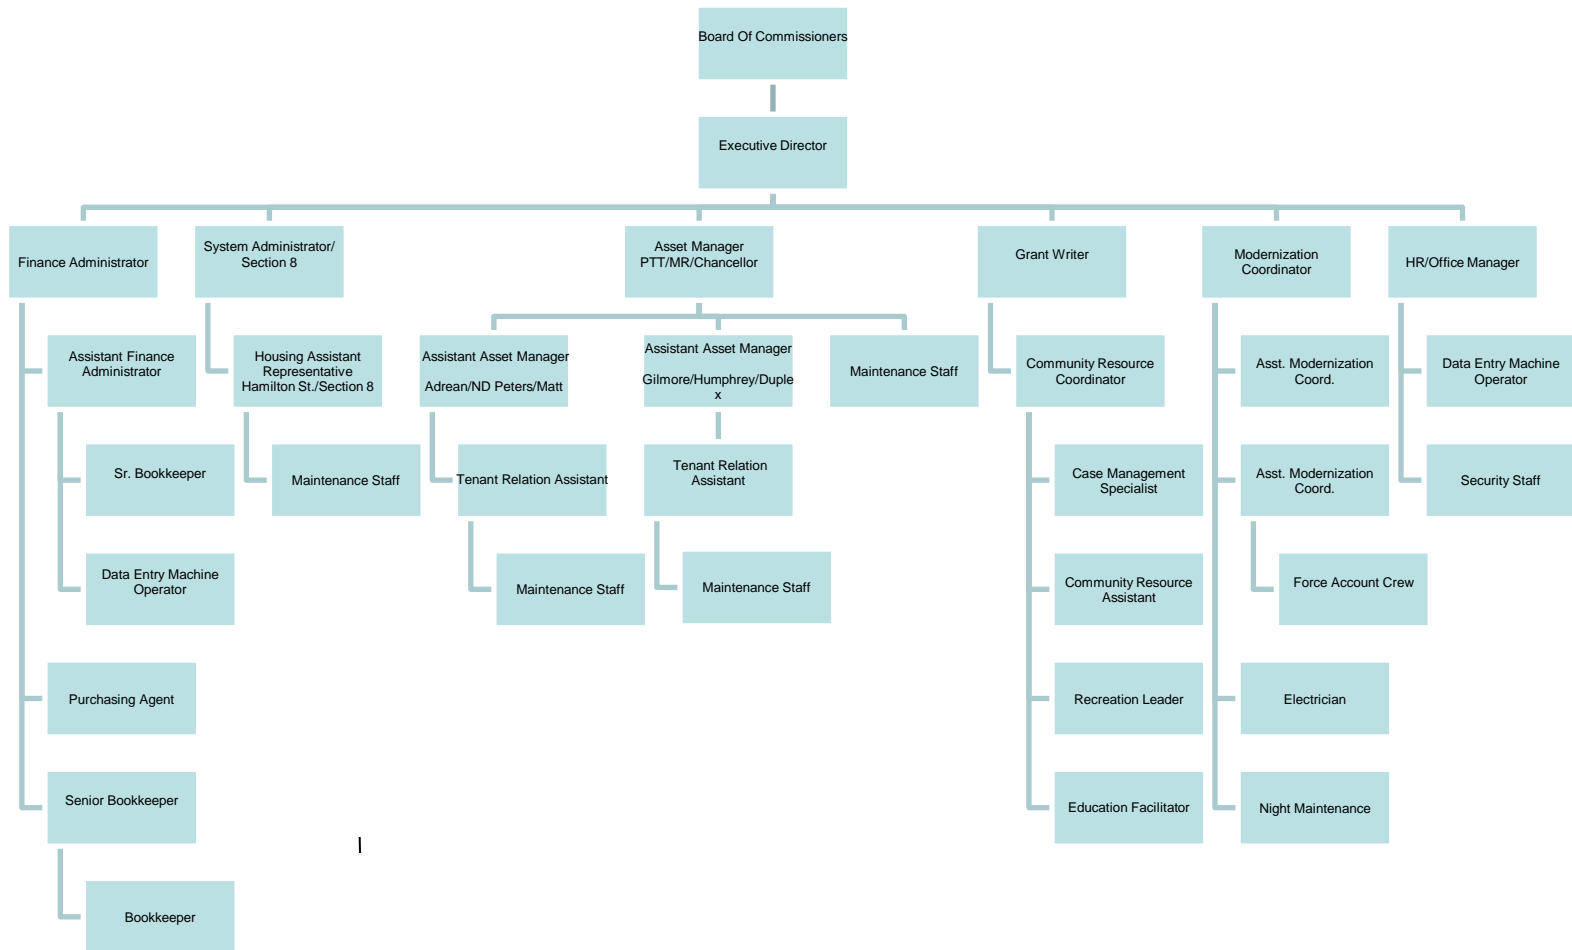 Board Of Commissioners
Executive Director
Finance Administrator
System Administrator/
Section 8
Asset Manager
PTT/MR/Chancellor
Grant Writer
Modernization
Coordinator
HR/Office Manager
Assistant Finance
Administrator
Housing Assistant
Representative
Hamilton St./Section 8
Assistant Asset Manager
Adrean/ND Peters/Matt
Assistant Asset Manager
Gilmore/Humphrey/Duple
x
Maintenance Staff
Community Resource
Coordinator
Asst. Modernization
Coord.
Data Entry Machine
Operator
Sr. Bookkeeper
Maintenance Staff
Tenant Relation Assistant
Tenant Relation
Assistant
Case Management
Specialist
Asst. Modernization
Coord.
Security Staff
Data Entry Machine
Operator
Maintenance Staff
Maintenance Staff
Community Resource
Assistant
Force Account Crew
Purchasing Agent
Recreation Leader
Electrician
Senior Bookkeeper
Education Facilitator
Night Maintenance
\
Bookkeeper